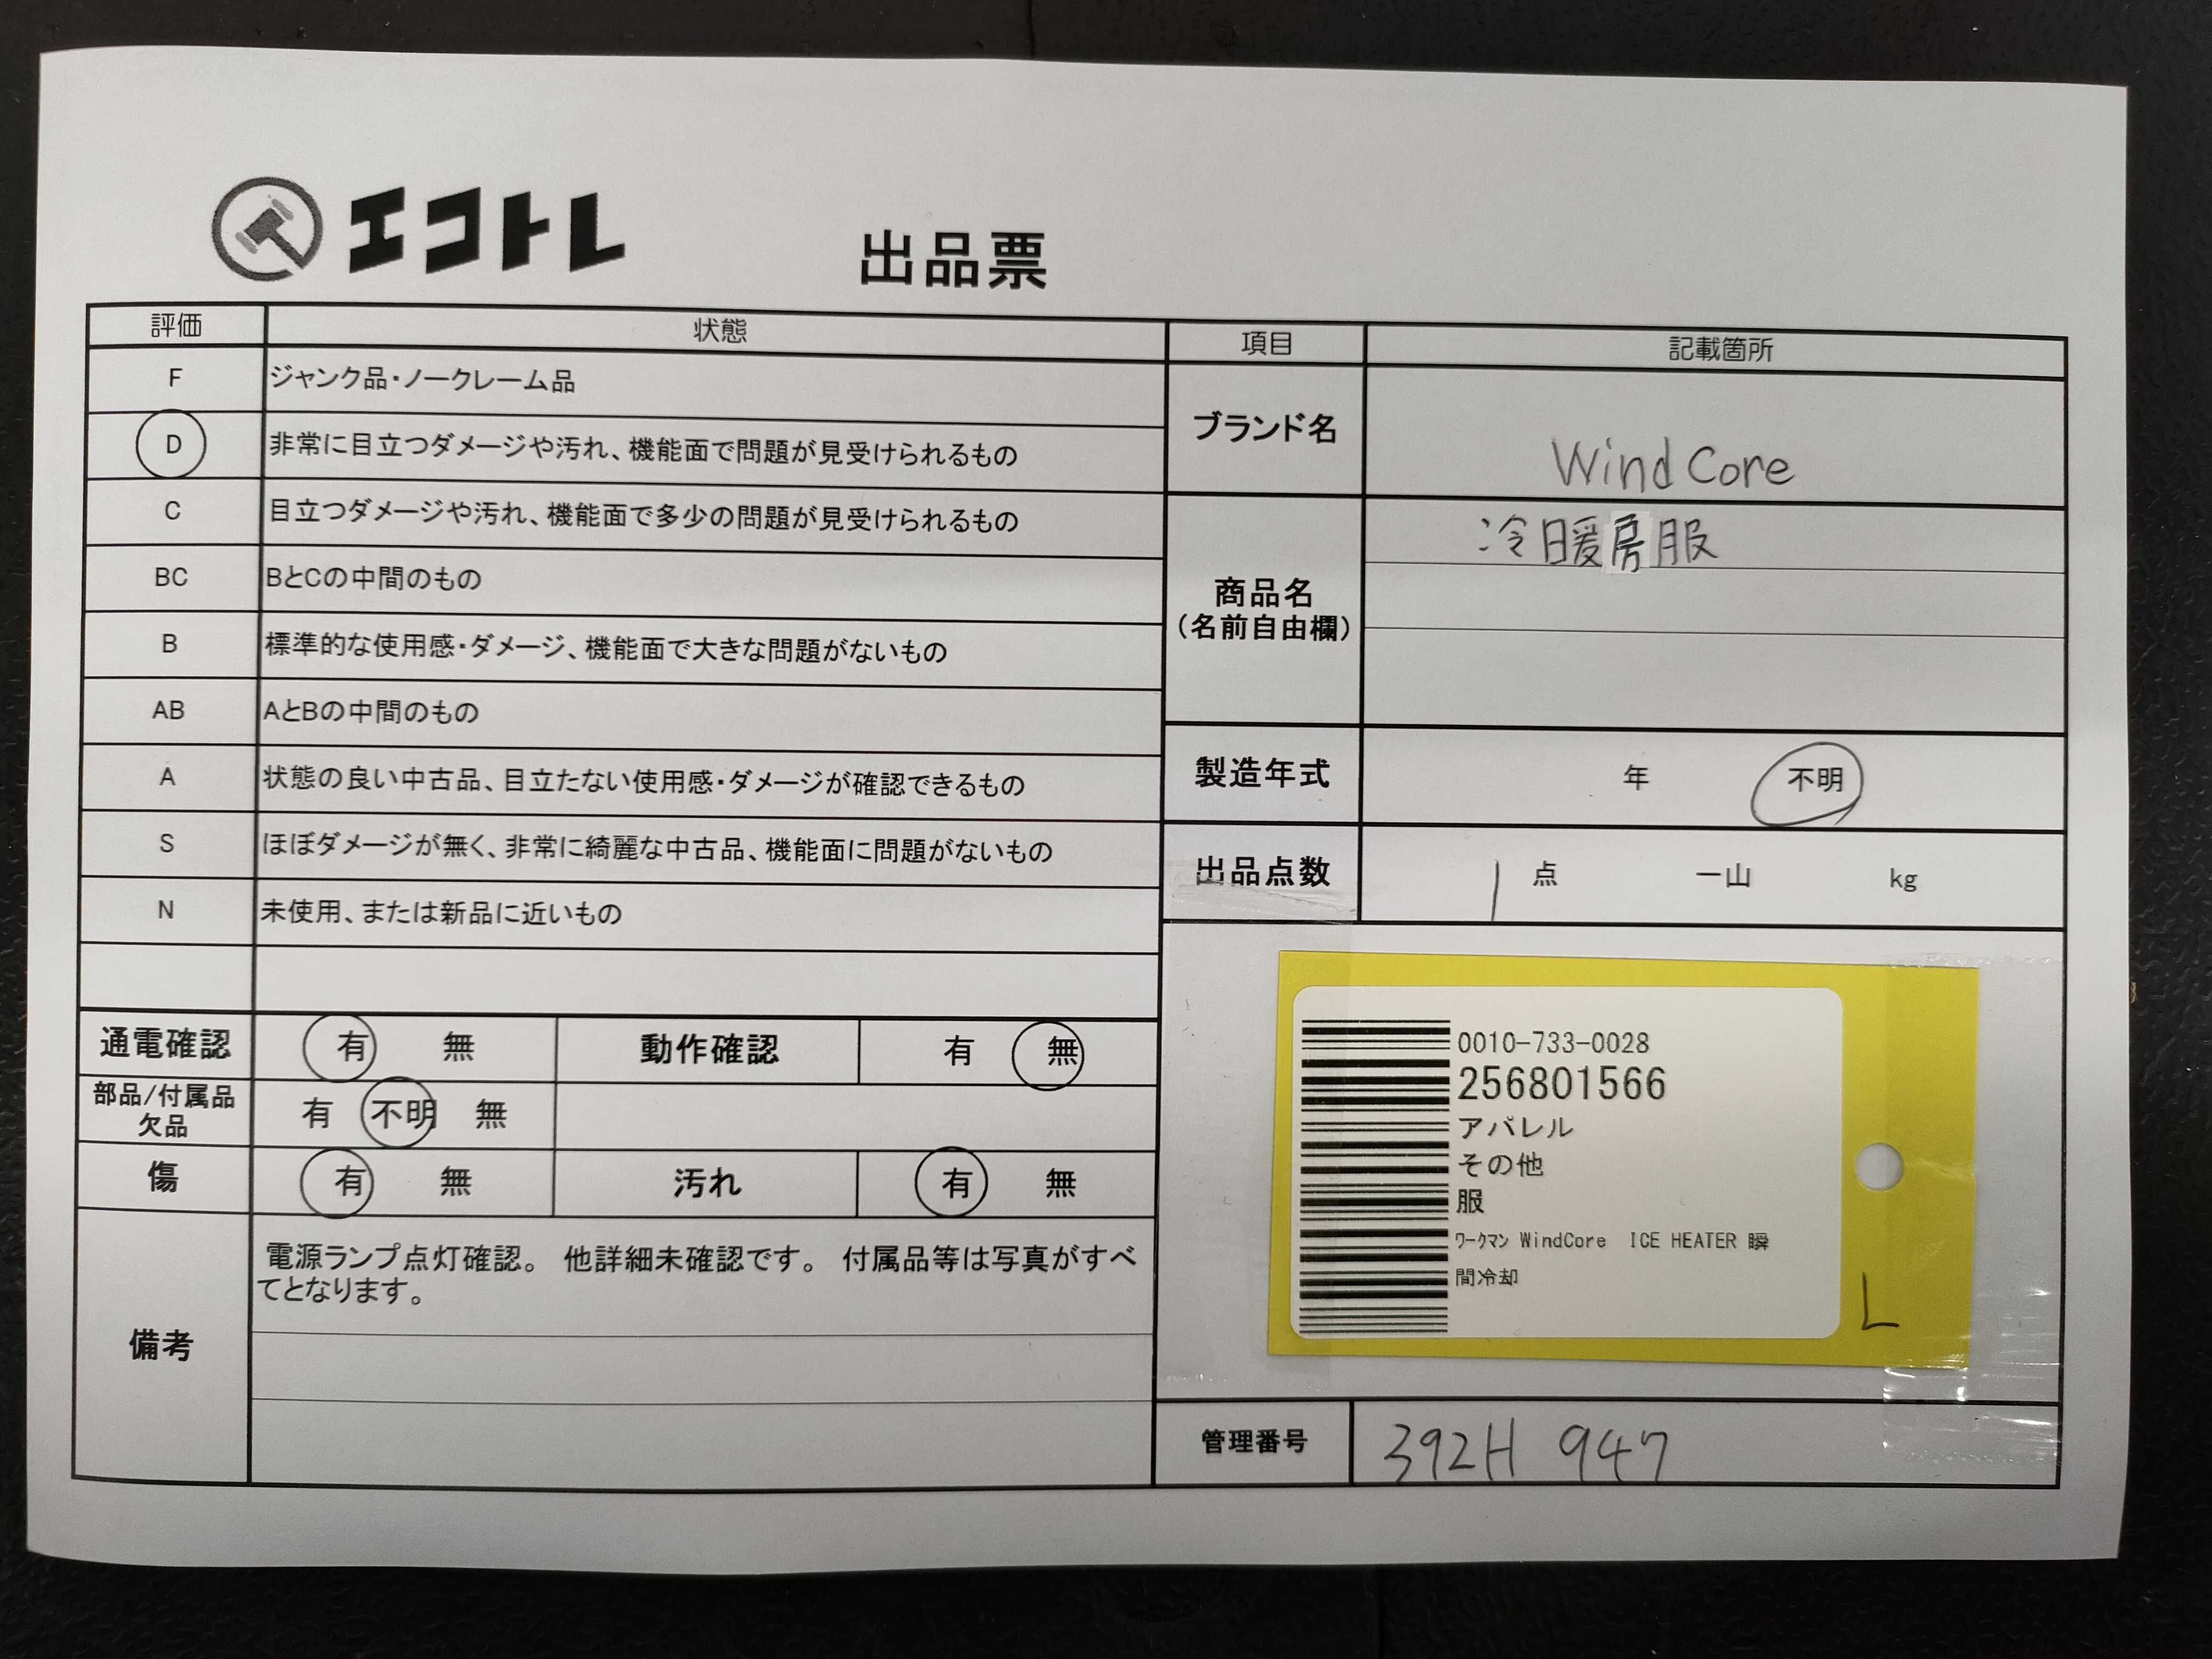 エコトレ
出品票
評価 状態
F ジャンク品・ノークレーム品
D 非常に目立つダメージや汚れ、機能面で問題が見受けられるもの
C 目立つダメージや汚れ、機能面で多少の問題が見受けられるもの
BC BとCの中間のもの
B 標準的な使用感・ダメージ、機能面で大きな問題がないもの
AB AとBの中間のもの
A 状態の良い中古品、目立たない使用感・ダメージが確認できるもの
S ほぼダメージが無く、非常に綺麗な中古品、機能面に問題がないもの
N 未使用、または新品に近いもの
通電確認 有 無 動作確認 有 無
部品/付属品
欠品 有 不明 無
傷 有 無 汚れ 有 無
備考
電源ランプ点灯確認。 他詳細未確認です。 付属品等は写真がすべ
てとなります。
項目 記載箇所
ブランド名 Wind Core
商品名
(名前自由欄)
冷暖房服
製造年式 年 不明
出品点数 1 点 一山 kg
0010-733-0028
256801566
アパレル
その他
服
ワークマン WindCore ICE HEATER 瞬
間冷却
L
管理番号 392H 947